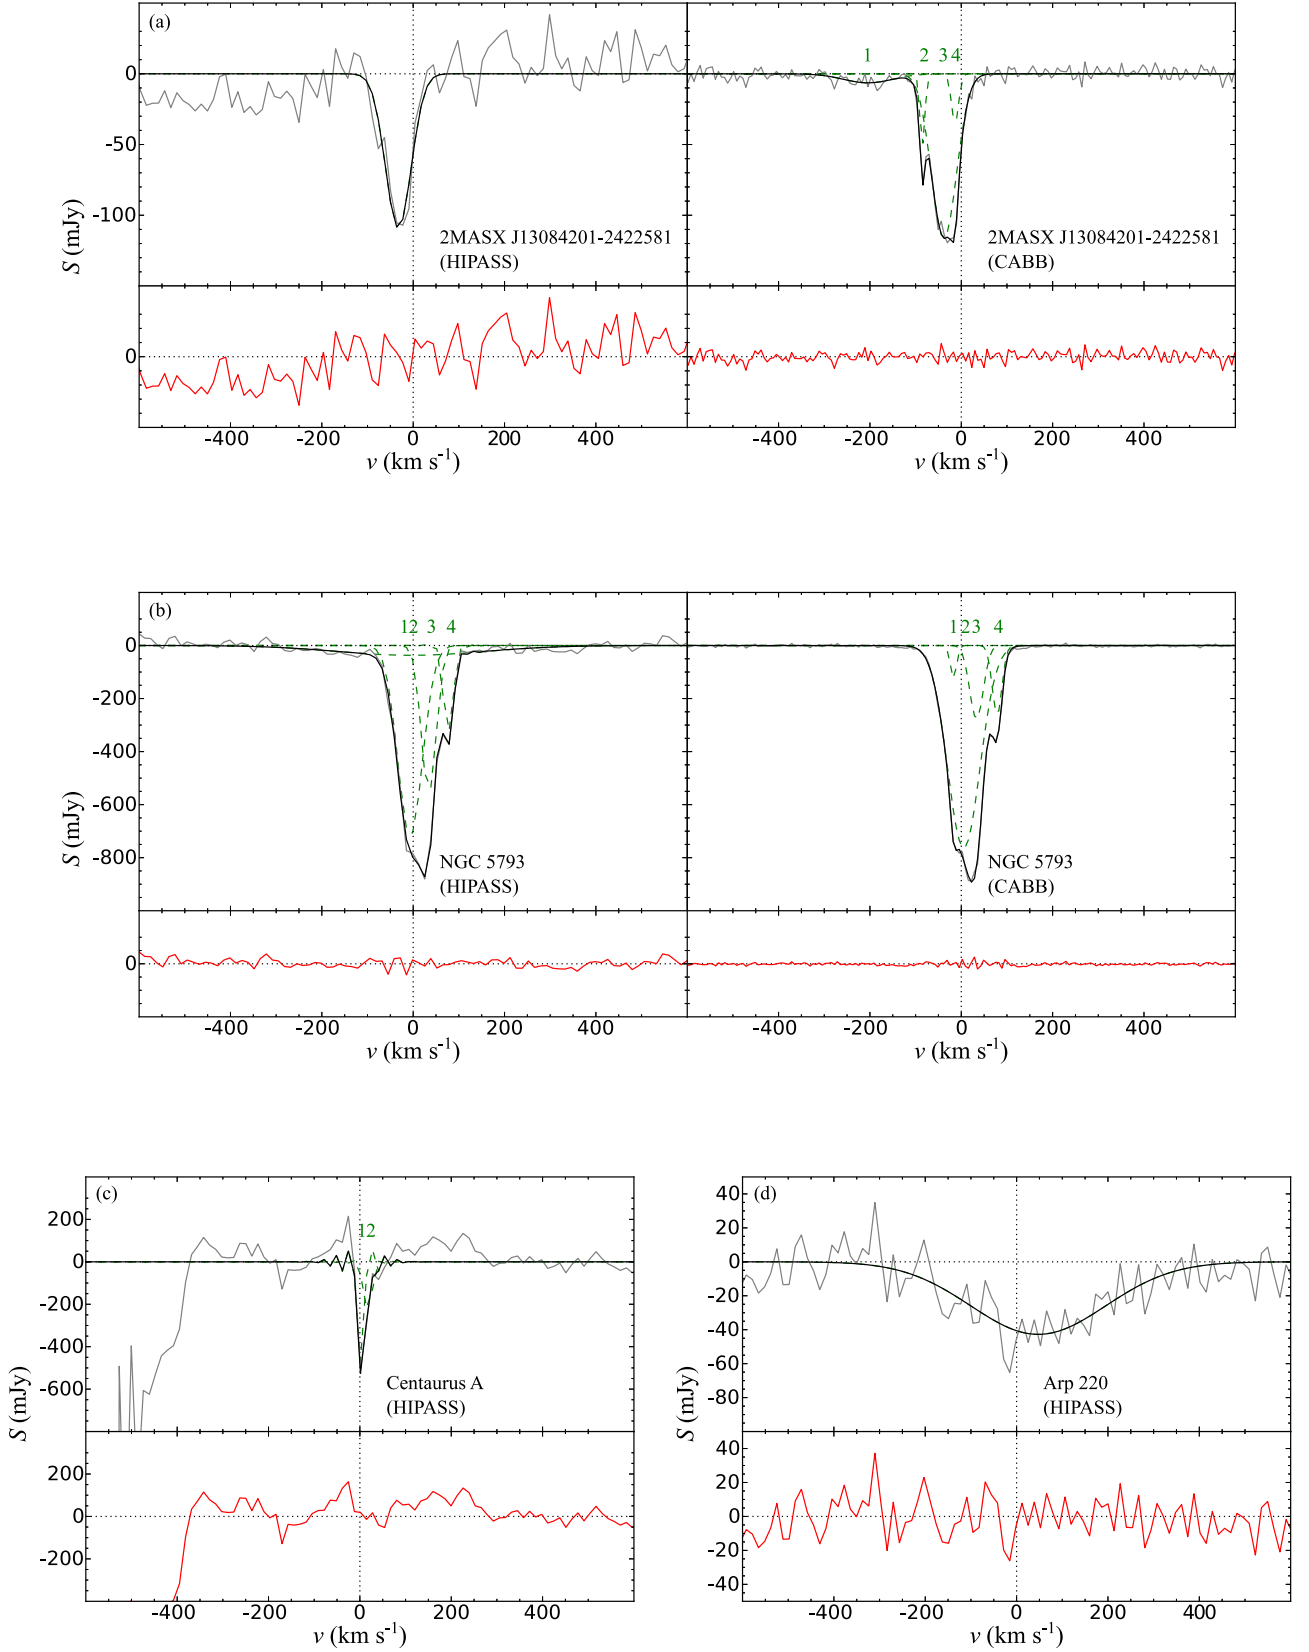 (a)
1 2 3 4
0
-50
-100
S (mJy)
2MASX J13084201-2422581
(HIPASS)
2MASX J13084201-2422581
(CABB)
0
-400 -200 0 200 400
-400 -200 0 200 400
v (km s⁻¹)
v (km s⁻¹)
(b)
12 3 4
1 23 4
0
-200
-400
-600
-800
S (mJy)
NGC 5793
(HIPASS)
NGC 5793
(CABB)
0
-400 -200 0 200 400
-400 -200 0 200 400
v (km s⁻¹)
v (km s⁻¹)
(c)
12
200
0
-200
-400
-600
S (mJy)
Centaurus A
(HIPASS)
200
0
-200
-400 -200 0 200 400
v (km s⁻¹)
(d)
40
20
0
-20
-40
-60
-80
S (mJy)
Arp 220
(HIPASS)
40
20
0
-20
-40
-400 -200 0 200 400
v (km s⁻¹)